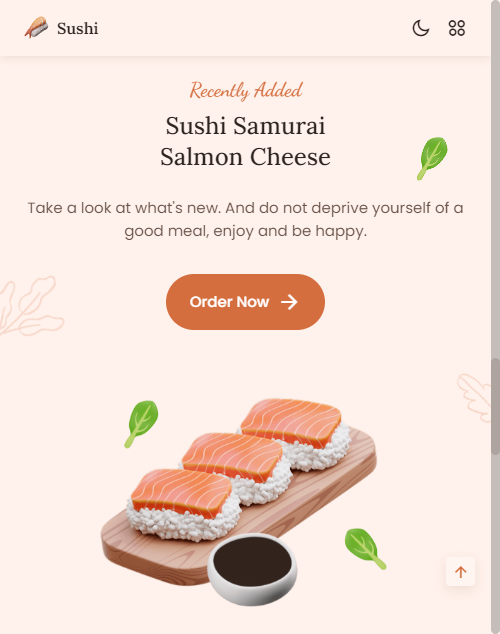 Sushi
Recently Added
Sushi Samurai
Salmon Cheese
Take a look at what's new. And do not deprive yourself of a
good meal, enjoy and be happy.
Order Now